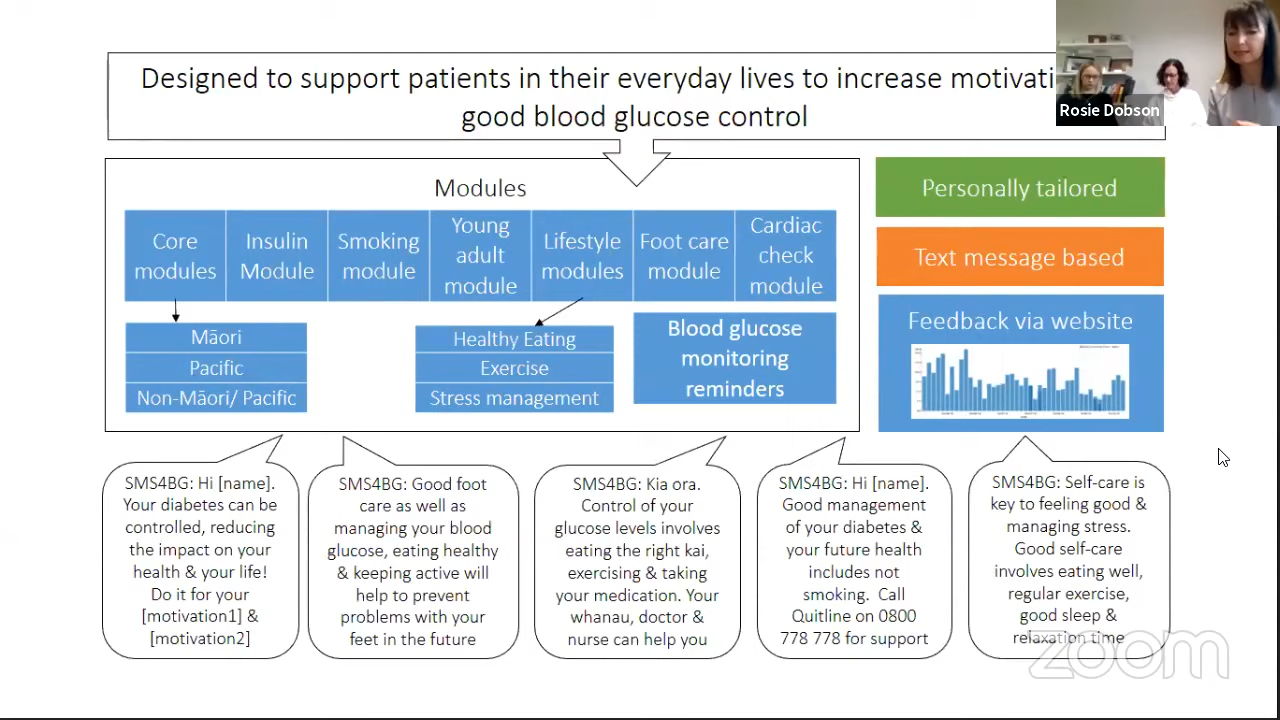 Designed to support patients in their everyday lives to increase
good blood glucose control
Rosie Dobson
Modules
Core
modules
Insulin
Module
Smoking
module
Young
adult
module
Lifestyle
modules
Foot care
module
Cardiac
check
module
Māori
Pacific
Non-Māori/ Pacific
Healthy Eating
Exercise
Stress management
Blood glucose
monitoring
reminders
Personally tailored
Text message based
Feedback via website
SMS4BG: Hi [name].
Your diabetes can be
controlled, reducing
the impact on your
health & your life!
Do it for your
[motivation1] &
[motivation2]
SMS4BG: Good foot
care as well as
managing your blood
glucose, eating healthy
& keeping active will
help to prevent
problems with your
feet in the future
SMS4BG: Kia ora.
Control of your
glucose levels involves
eating the right kai,
exercising & taking
your medication. Your
whanau, doctor &
nurse can help you
SMS4BG: Hi [name].
Good management
of your diabetes &
your future health
includes not
smoking. Call
Quitline on 0800
778 778 for support
SMS4BG: Self-care is
key to feeling good &
managing stress.
Good self-care
involves eating well,
regular exercise,
good sleep &
relaxation time
zoom